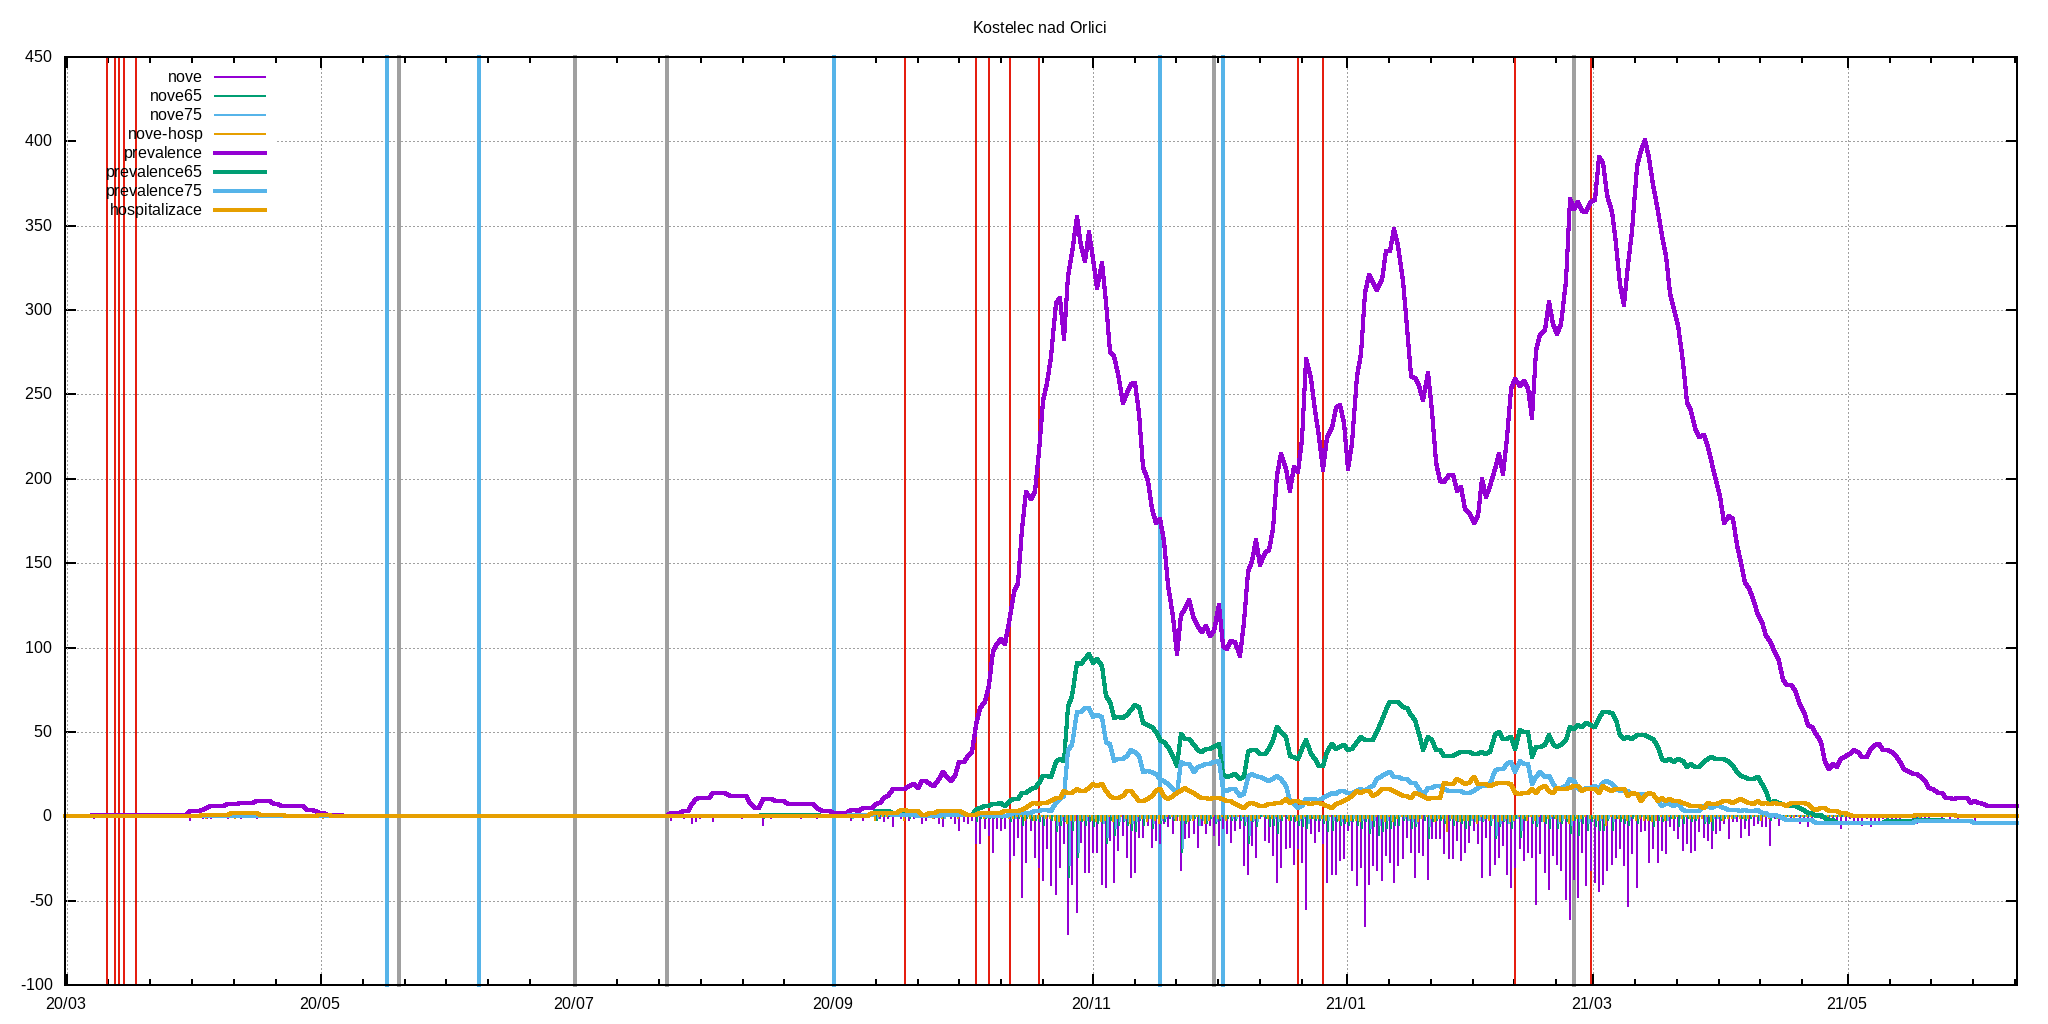 Kostelec nad Orlici
450
400
350
300
250
200
150
100
50
0
-50
-100
nove
nove65
nove75
nove-hosp
prevalence
prevalence65
prevalence75
hospitalizace
20/03 20/05 20/07 20/09 20/11 21/01 21/03 21/05